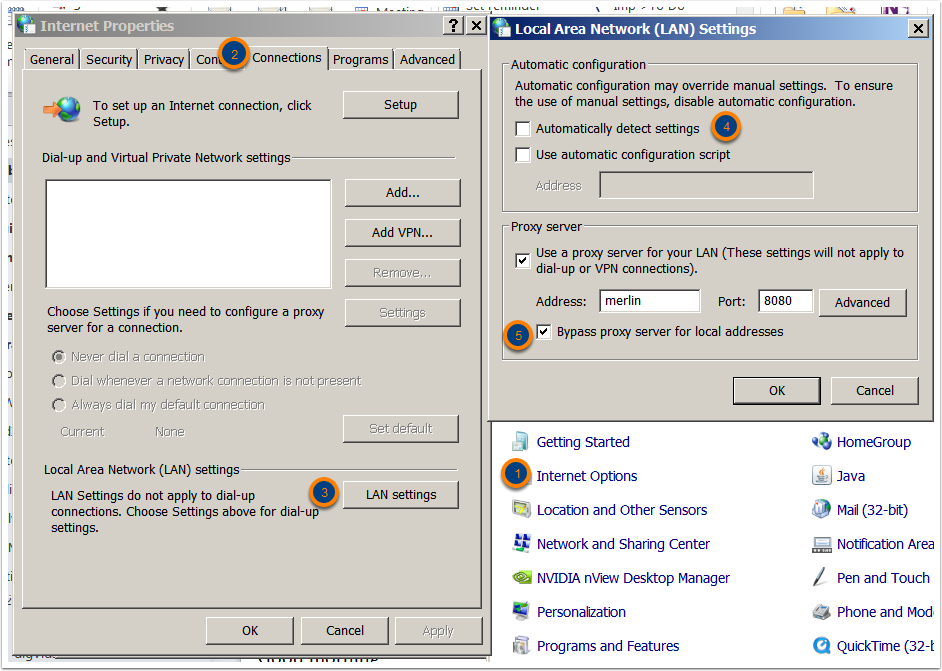 Internet Properties
General
Security
Privacy
Con
2
Connections
Programs
Advanced
To set up an Internet connection, click
Setup.
Setup
Dial-up and Virtual Private Network settings
Add...
Add VPN...
Remove...
Choose Settings if you need to configure a proxy
server for a connection.
Settings
Never dial a connection
Dial whenever a network connection is not present
Always dial my default connection
Current
None
Set default
Local Area Network (LAN) settings
LAN Settings do not apply to dial-up
connections. Choose Settings above for dial-up
settings.
3
LAN settings
OK
Cancel
Apply
Local Area Network (LAN) Settings
Automatic configuration
Automatic configuration may override manual settings. To ensure
the use of manual settings, disable automatic configuration.
Automatically detect settings
4
Use automatic configuration script
Address
Proxy server
Use a proxy server for your LAN (These settings will not apply to
dial-up or VPN connections).
Address:
merlin
Port:
8080
Advanced
5
Bypass proxy server for local addresses
OK
Cancel
Getting Started
HomeGroup
1
Internet Options
Java
Location and Other Sensors
Mail (32-bit)
Network and Sharing Center
Notification Area
NVIDIA nView Desktop Manager
Pen and Touch
Personalization
Phone and Mod
Programs and Features
QuickTime (32-b